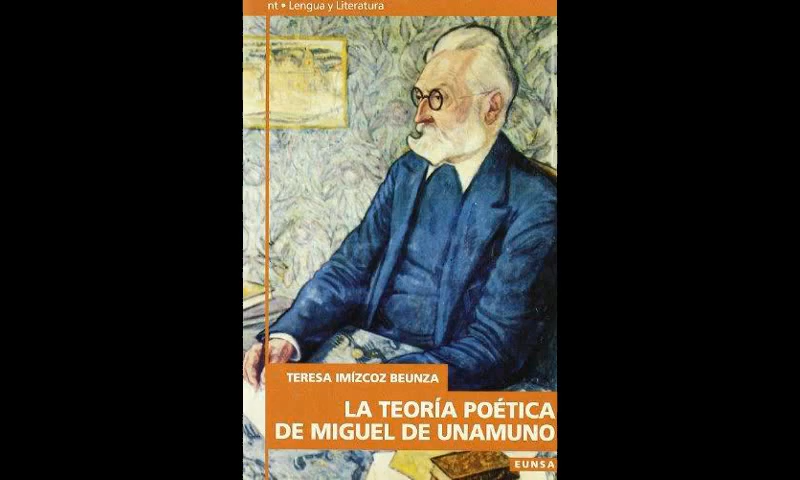 nt • Lengua y Literatura
TERESA IMÍZCOZ BEUNZA
LA TEORÍA POÉTICA
DE MIGUEL DE UNAMUNO
EUNSA